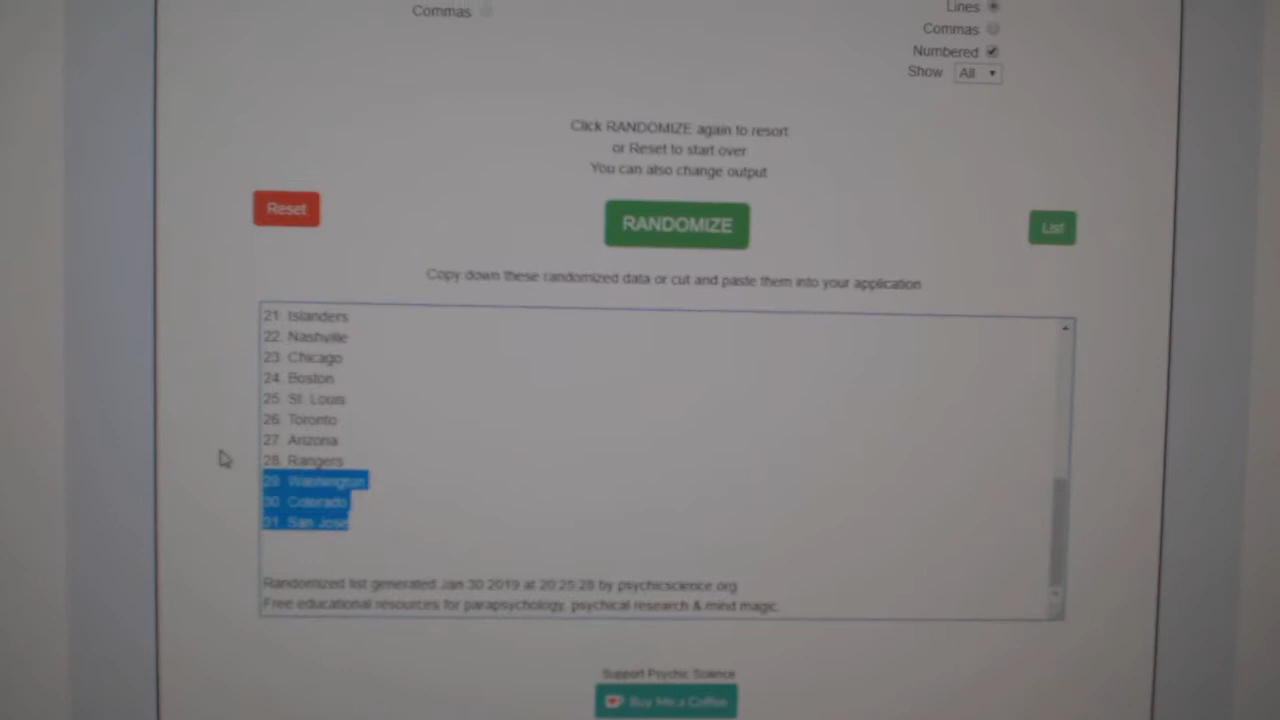 Lines
Commas
Commas
Numbered
Show All
Click RANDOMIZE again to resort
or Reset to start over
You can also change output
Reset
RANDOMIZE
List
Copy down these randomized data or cut and paste them into your application
21. Islanders
22. Nashville
23. Chicago
24. Boston
25. St. Louis
26. Toronto
27. Arizona
28. Rangers
29. Washington
30. Colorado
31. San Jose
Randomized list generated Jan 30 2019 at 20:25:28 by psychicscience.org
Free educational resources for parapsychology, psychical research & mind magic.
Support Psychic Science
Buy Me a Coffee